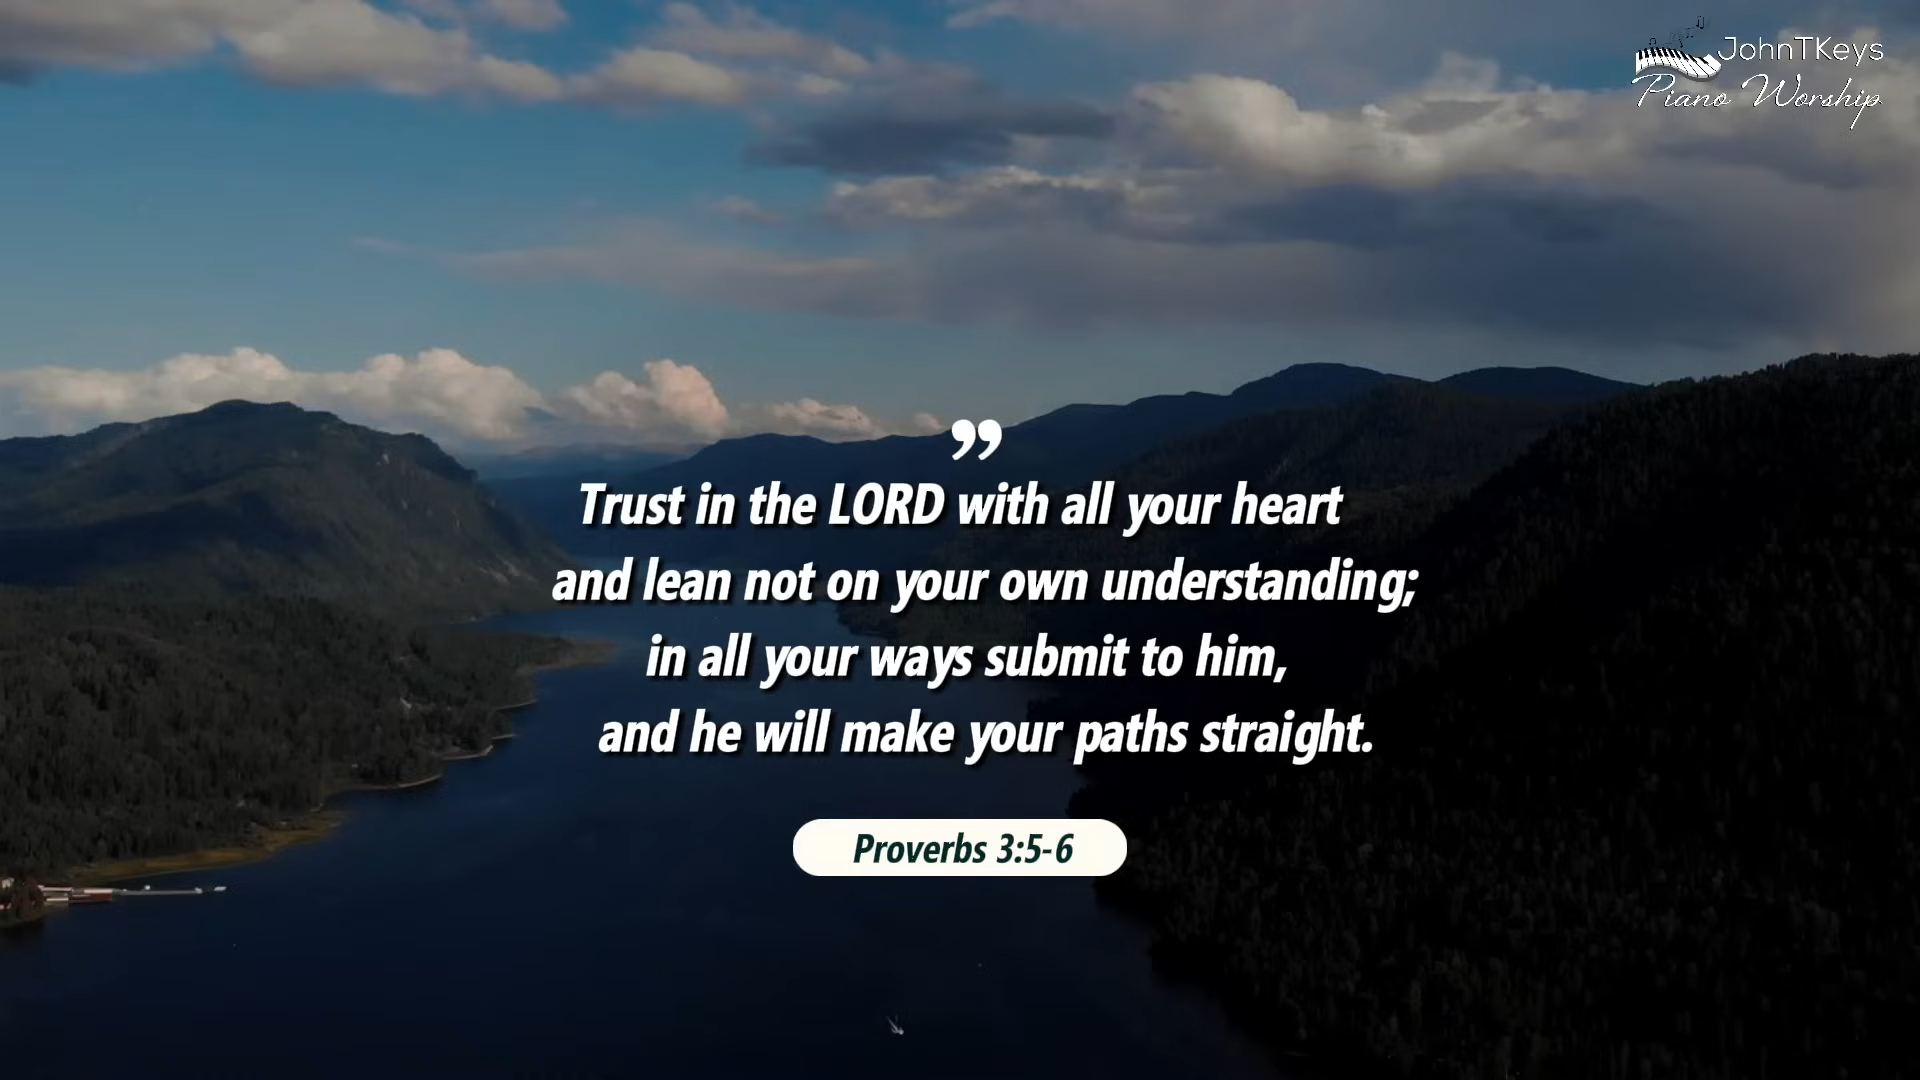 JohnTKeys
Piano Worship
”
Trust in the LORD with all your heart
and lean not on your own understanding;
in all your ways submit to him,
and he will make your paths straight.
Proverbs 3:5-6